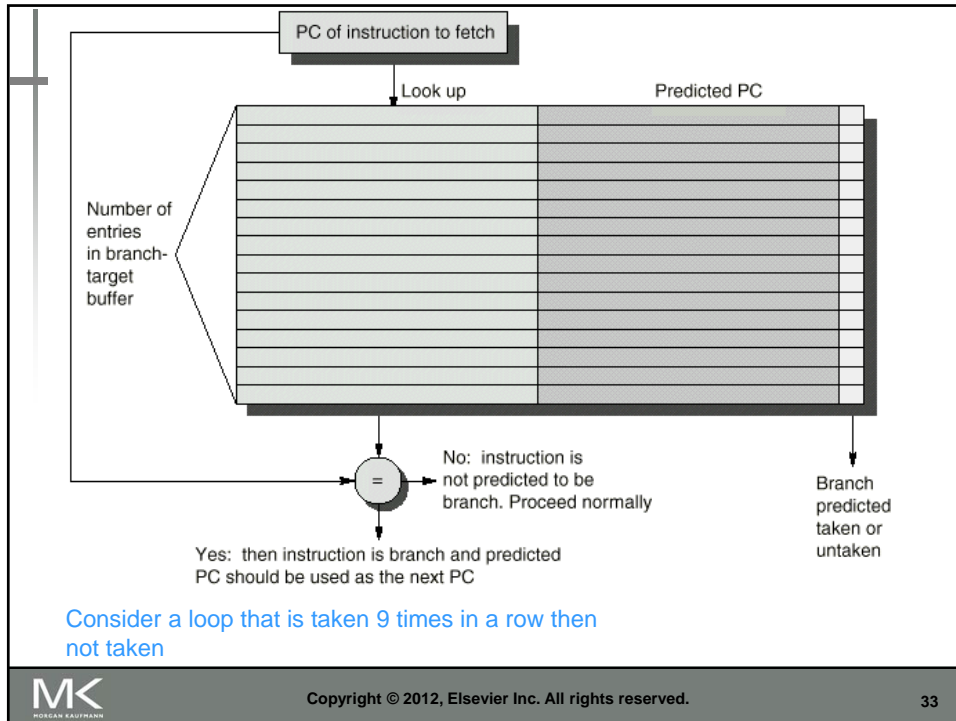 PC of instruction to fetch
Look up
Predicted PC
Number of
entries
in branch-
target
buffer
=
No: instruction is
not predicted to be
branch. Proceed normally
Branch
predicted
taken or
untaken
Yes: then instruction is branch and predicted
PC should be used as the next PC
Consider a loop that is taken 9 times in a row then
not taken
MK
MORGAN KAUFMANN
Copyright © 2012, Elsevier Inc. All rights reserved.
33